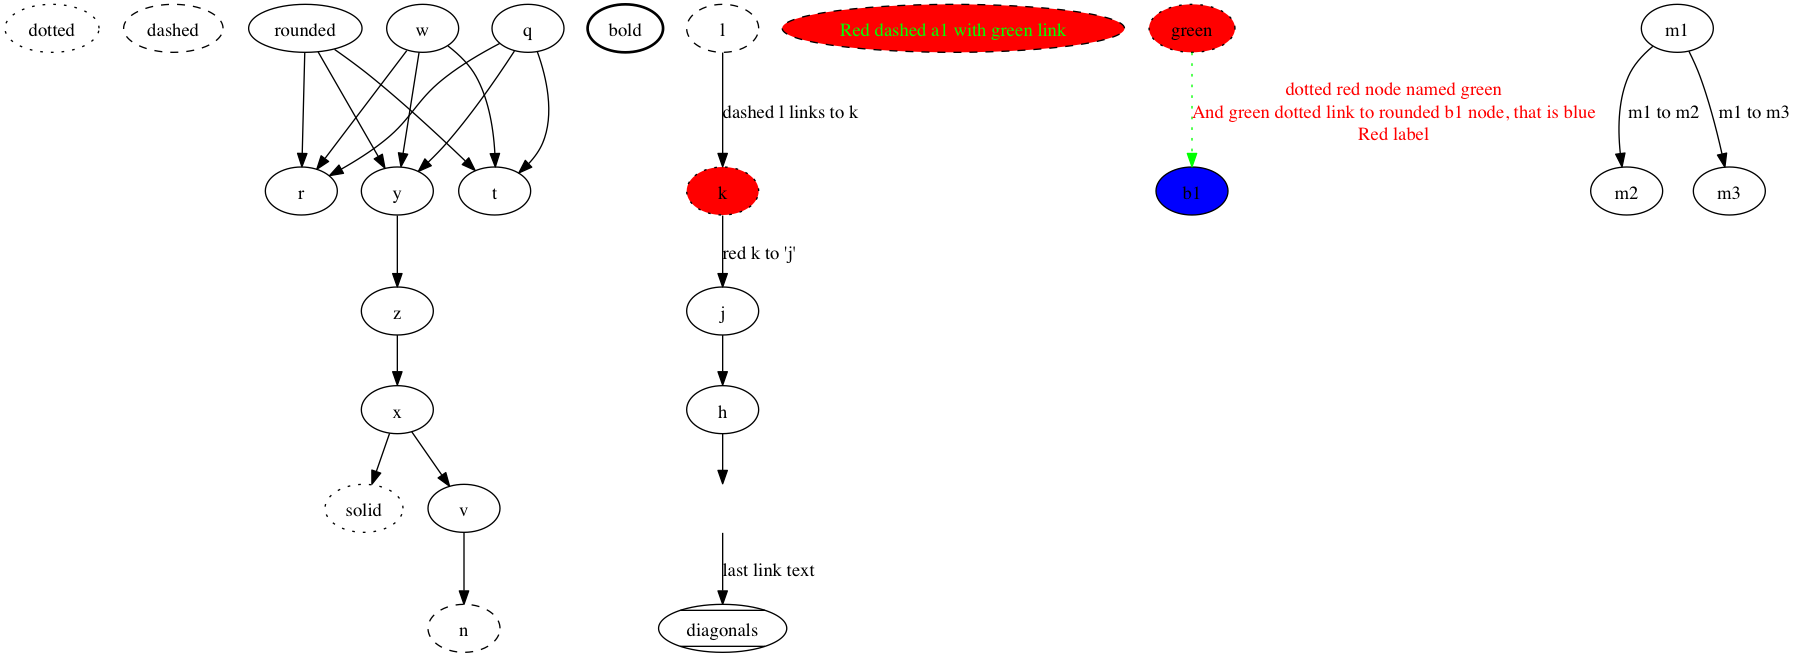 dotted
dashed
rounded
w
q
bold
l
Red dashed a1 with green link
green
m1
dashed l links to k
dotted red node named green
And green dotted link to rounded b1 node, that is blue
Red label
m1 to m2
m1 to m3
r
y
t
k
b1
m2
m3
red k to 'j'
z
j
x
h
solid
v
last link text
n
diagonals